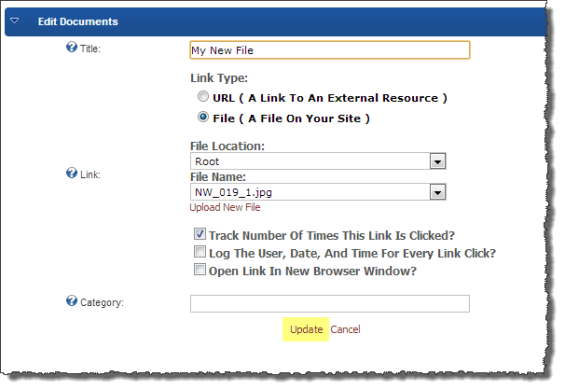 Edit Documents
Title:
My New File
Link Type:
URL ( A Link To An External Resource )
File ( A File On Your Site )
Link:
File Location:
Root
File Name:
NW_019_1.jpg
Upload New File
Track Number Of Times This Link Is Clicked?
Log The User, Date, And Time For Every Link Click?
Open Link In New Browser Window?
Category:
Update Cancel